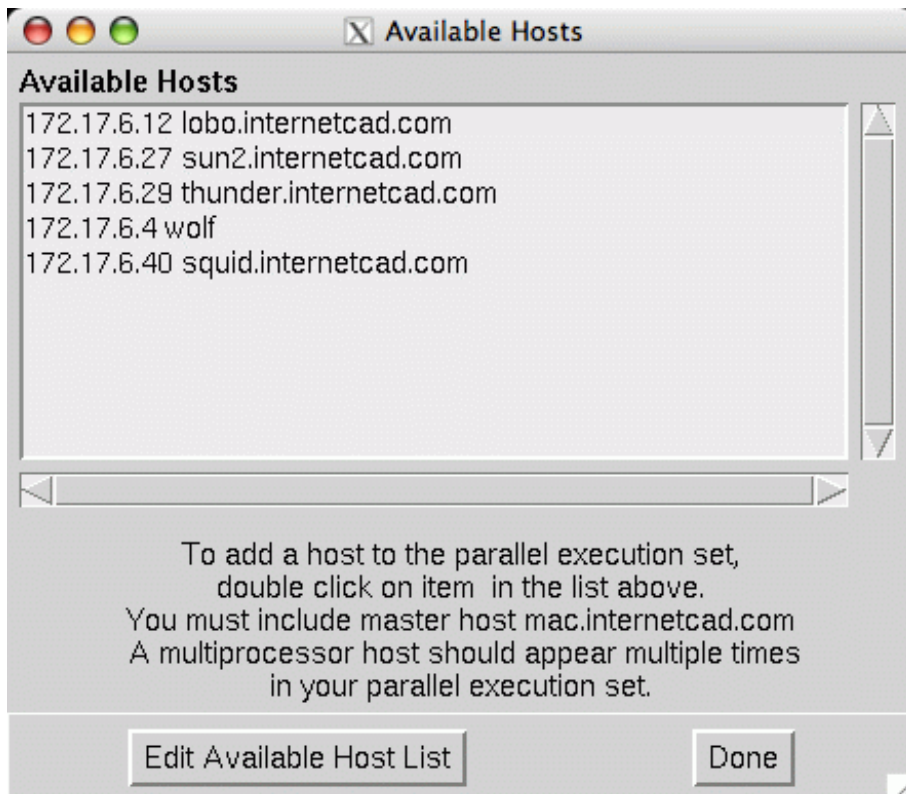 Available Hosts
Available Hosts
172.17.6.12 lobo.internetcad.com
172.17.6.27 sun2.internetcad.com
172.17.6.29 thunder.internetcad.com
172.17.6.4 wolf
172.17.6.40 squid.internetcad.com
To add a host to the parallel execution set,
double click on item  in the list above.
You must include master host mac.internetcad.com
A multiprocessor host should appear multiple times
in your parallel execution set.
Edit Available Host List Done